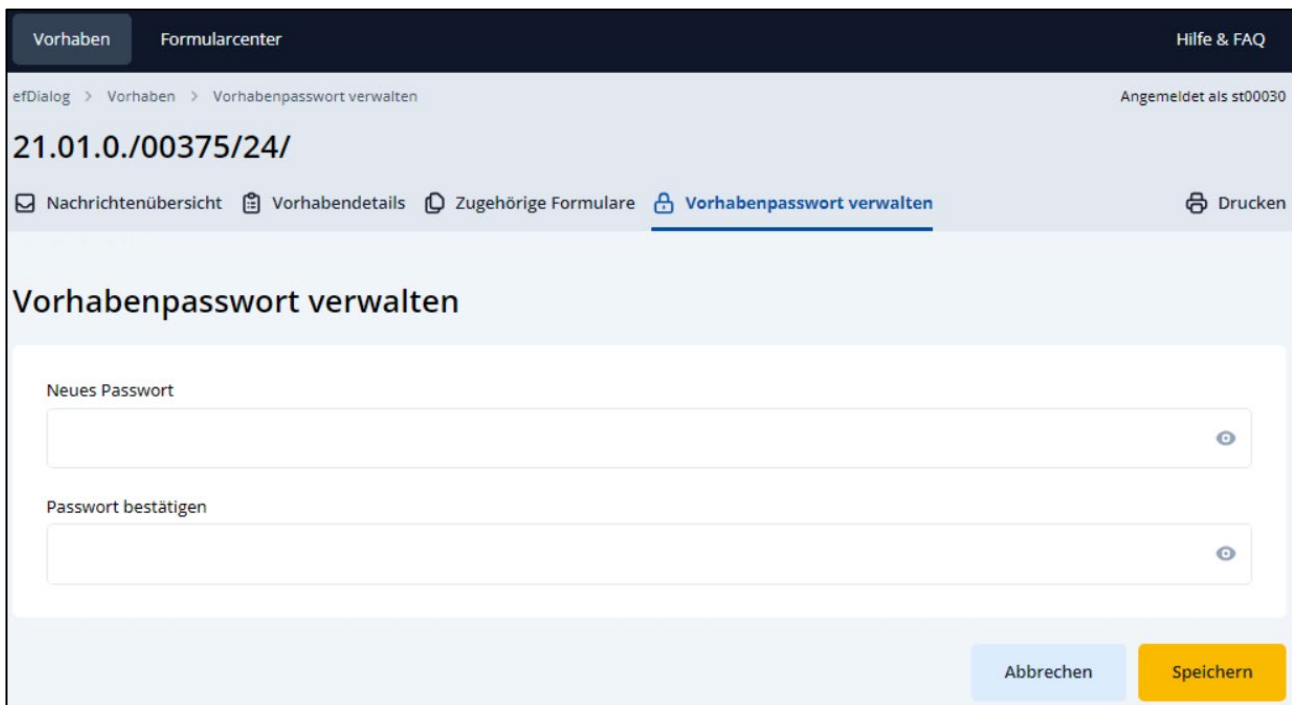 Vorhaben Formularcenter Hilfe & FAQ
efDialog > Vorhaben > Vorhabenpasswort verwalten Angemeldet als st00030
21.01.0./00375/24/
Nachrichtenübersicht Vorhabendetails Zugehörige Formulare Vorhabenpasswort verwalten Drucken
Vorhabenpasswort verwalten
Neues Passwort
Passwort bestätigen
Abbrechen Speichern